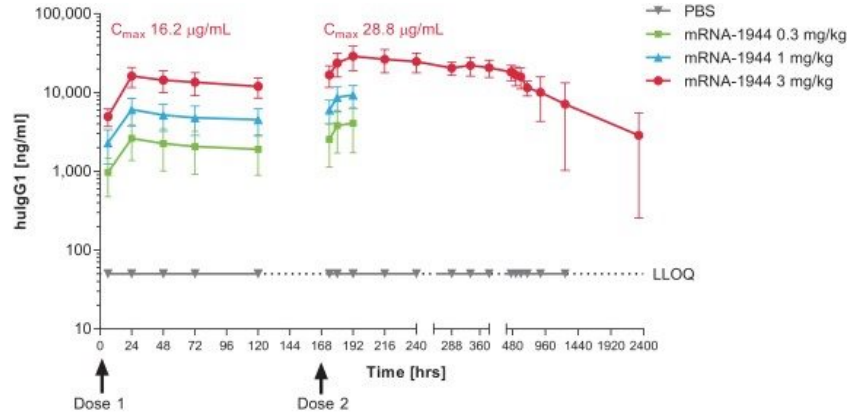 PBS
mRNA-1944 0.3 mg/kg
mRNA-1944 1 mg/kg
mRNA-1944 3 mg/kg
Cmax 16.2 µg/mL
Cmax 28.8 µg/mL
huIgG1 [ng/ml]
100,000
10,000
1,000
100
10
LLOQ
0 24 48 72 96 120 144 168 192 216 240 288 360 480 960 1440 1920 2400
Time [hrs]
Dose 1
Dose 2